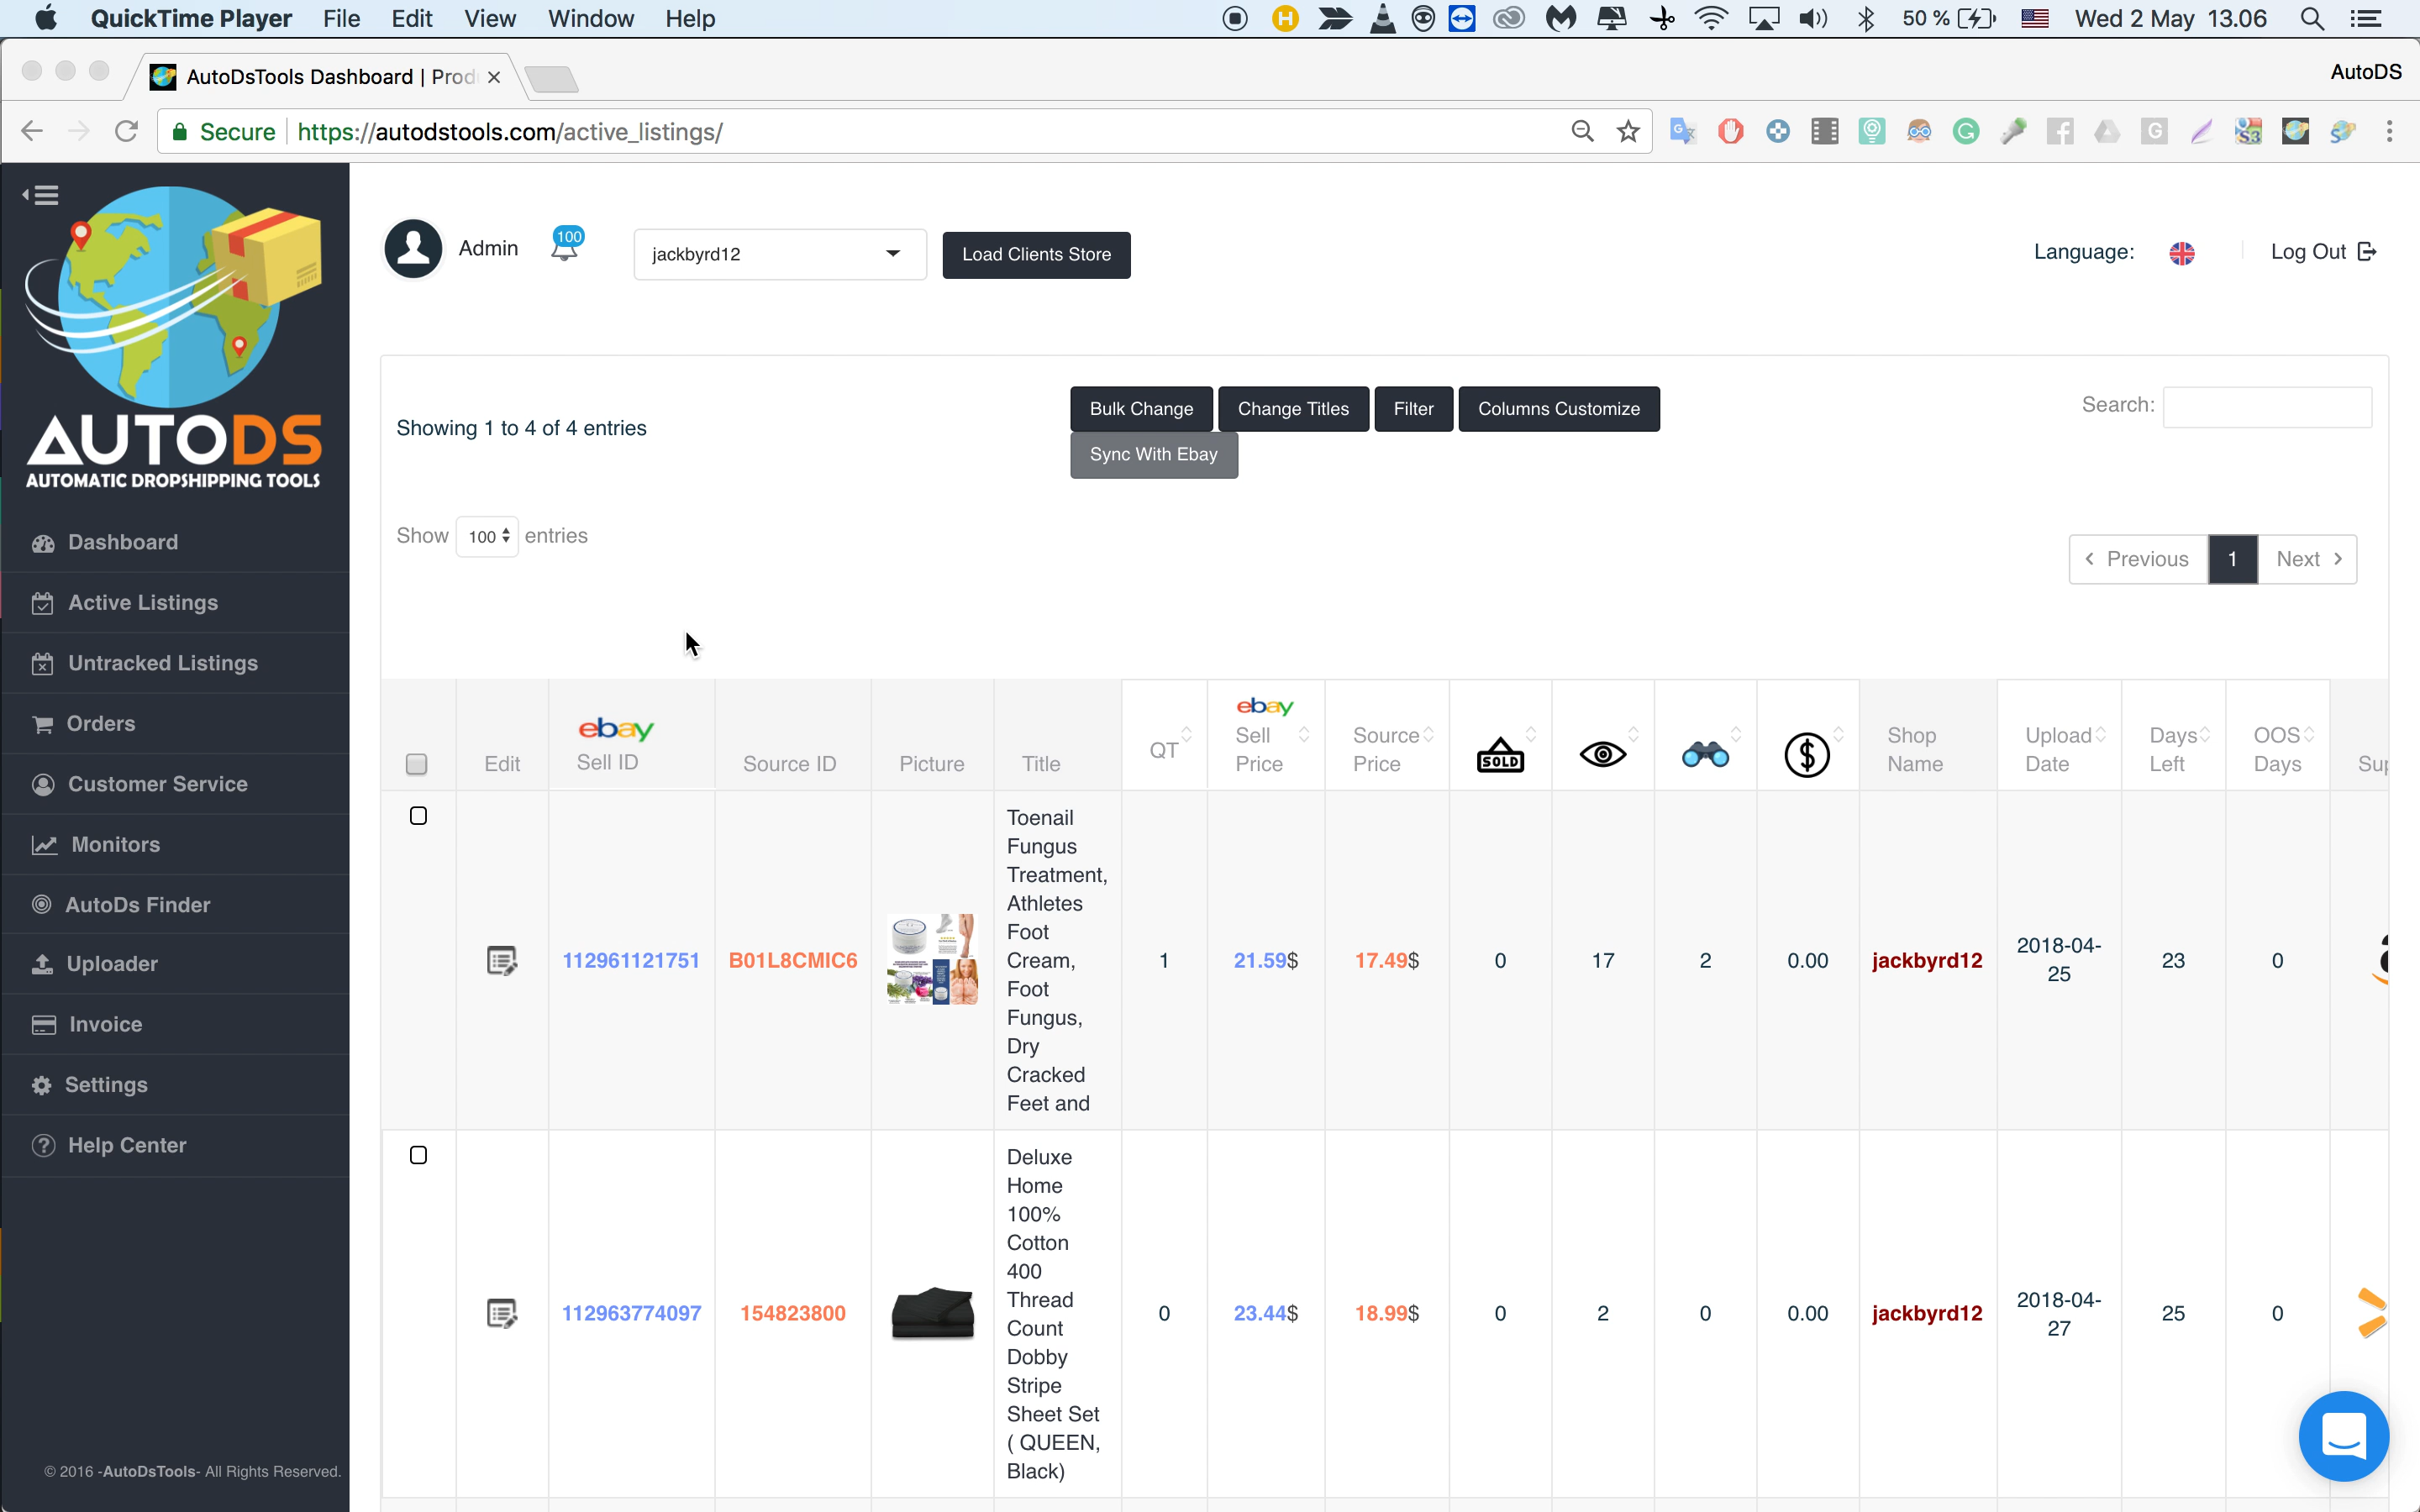 QuickTime Player File Edit View Window Help 50 % Wed 2 May 13.06
AutoDsTools Dashboard | Prod
AutoDS
Secure https://autodstools.com/active_listings/
Admin 100 jackbyrd12 Load Clients Store Language: Log Out
AUTODS
AUTOMATIC DROPSHIPPING TOOLS
Dashboard
Active Listings
Untracked Listings
Orders
Customer Service
Monitors
AutoDs Finder
Uploader
Invoice
Settings
Help Center
© 2016 -AutoDsTools- All Rights Reserved.
Showing 1 to 4 of 4 entries
Bulk Change Change Titles Filter Columns Customize
Sync With Ebay
Search:
Show 100 entries
Previous 1 Next
Edit
ebay
Sell ID
Source ID
Picture
Title
QT
ebay
Sell
Price
Source
Price
SOLD
$
Shop
Name
Upload
Date
Days
Left
OOS
Days
Sup
112961121751
B01L8CMIC6
Toenail
Fungus
Treatment,
Athletes
Foot
Cream,
Foot
Fungus,
Dry
Cracked
Feet and
1
21.59$
17.49$
0
17
2
0.00
jackbyrd12
2018-04-
25
23
0
112963774097
154823800
Deluxe
Home
100%
Cotton
400
Thread
Count
Dobby
Stripe
Sheet Set
( QUEEN,
Black)
0
23.44$
18.99$
0
2
0
0.00
jackbyrd12
2018-04-
27
25
0